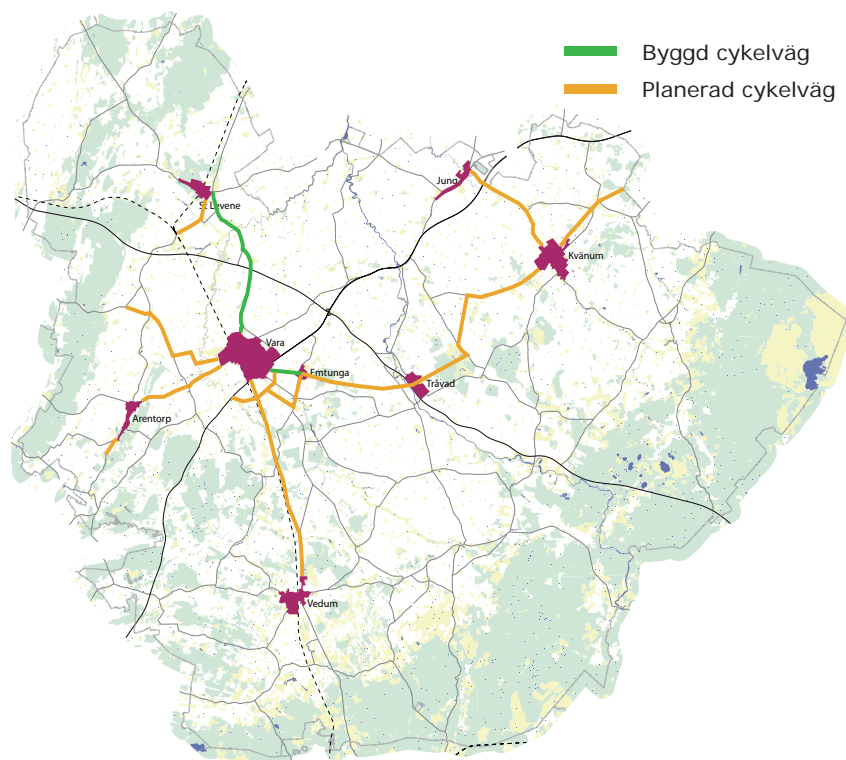 Byggd cykelväg
Planerad cykelväg
Jung
S Levene
Kvänum
Vara
Emtunga
Tråvad
Arentorp
Vedum